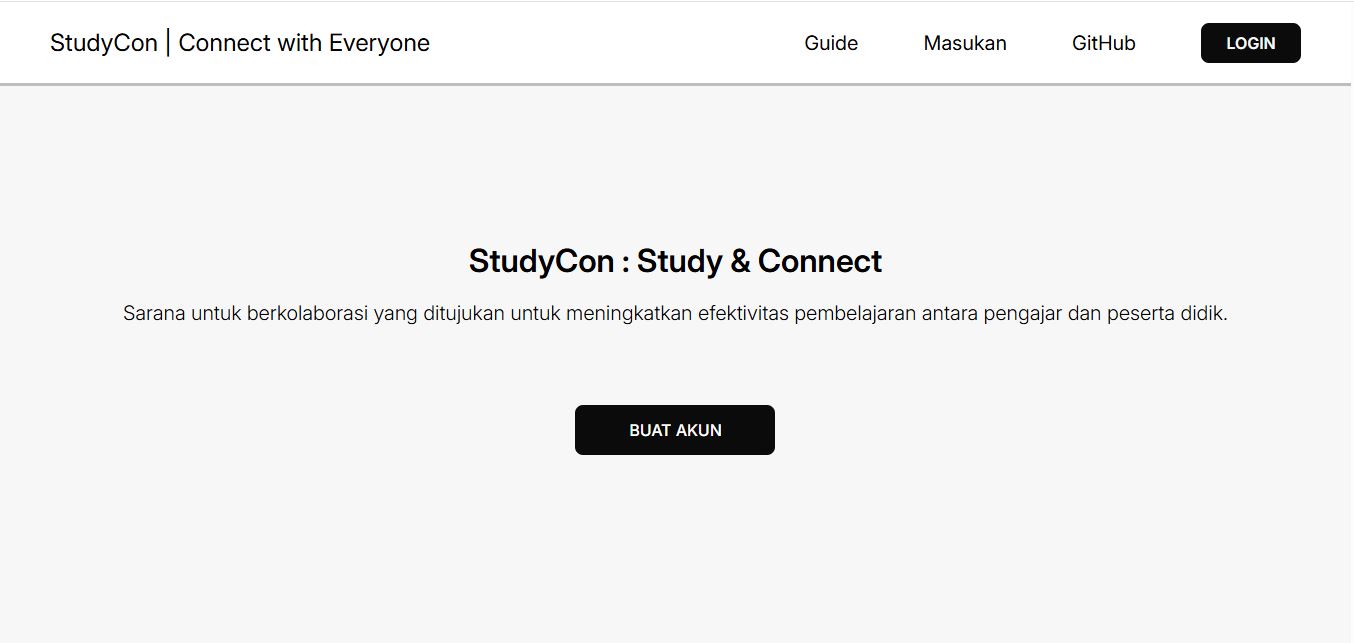 StudyCon | Connect with Everyone
Guide
Masukan
GitHub
LOGIN
StudyCon : Study & Connect
Sarana untuk berkolaborasi yang ditujukan untuk meningkatkan efektivitas pembelajaran antara pengajar dan peserta didik.
BUAT AKUN